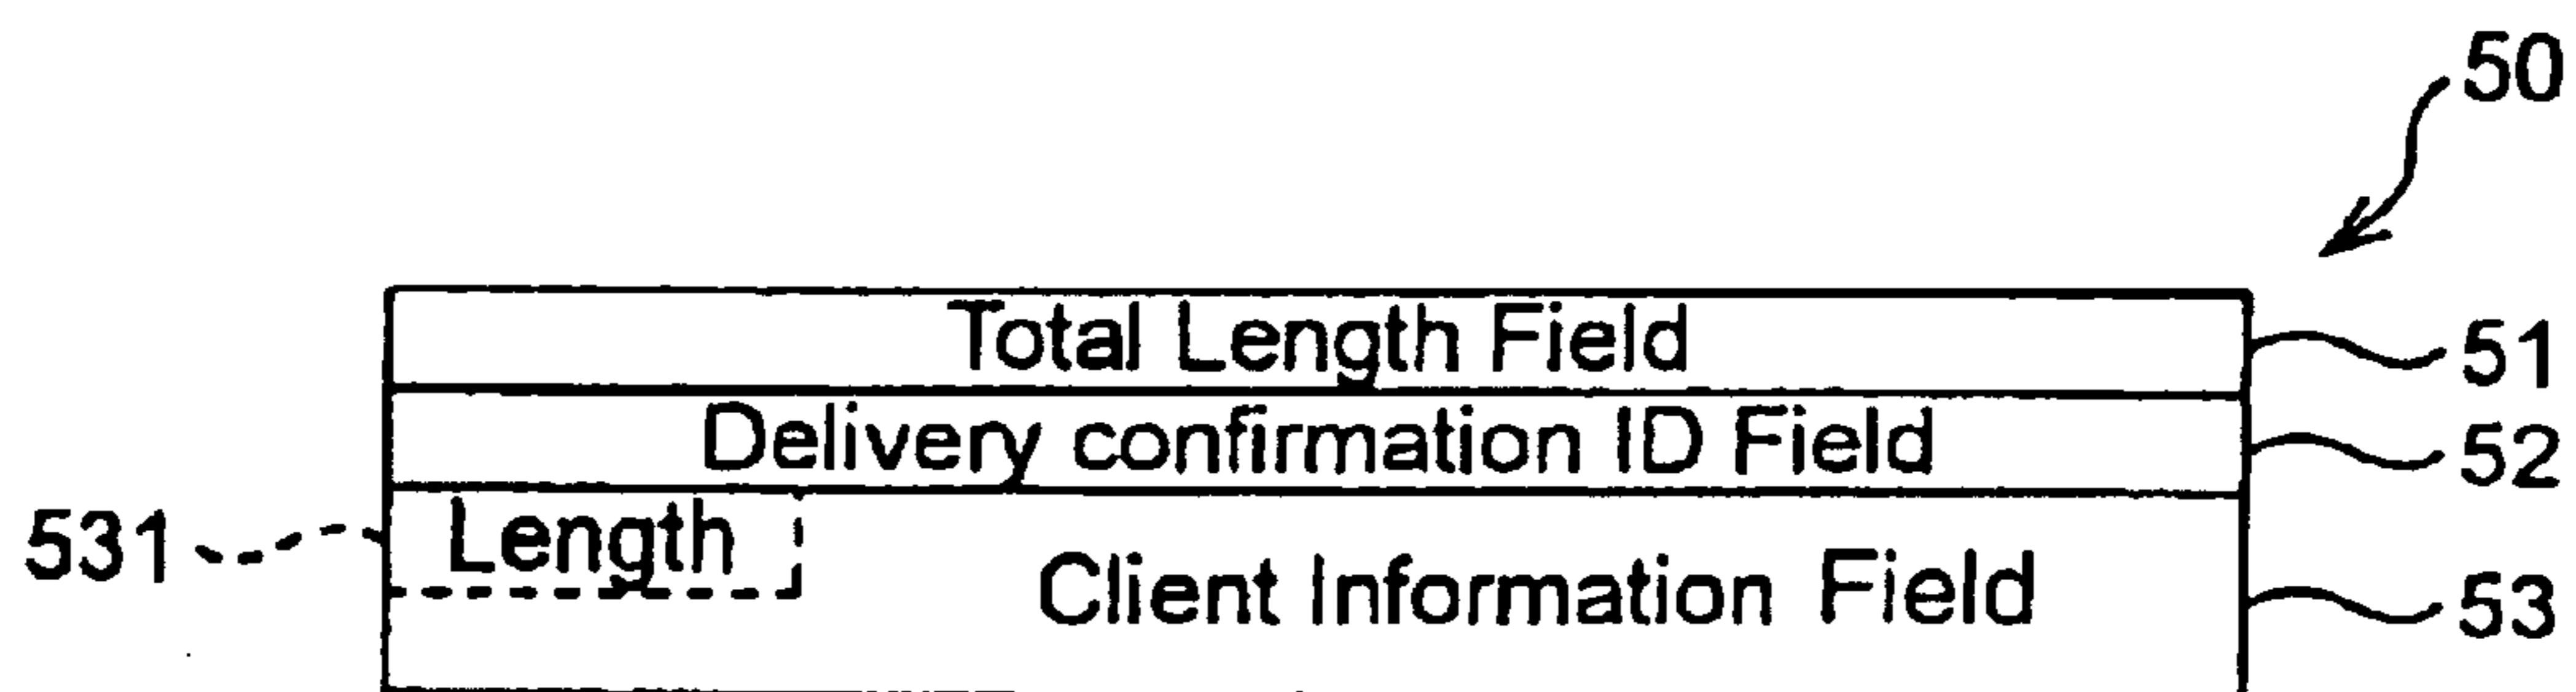 50
Total Length Field 51
Delivery confirmation ID Field 52
531 Length
Client Information Field 53